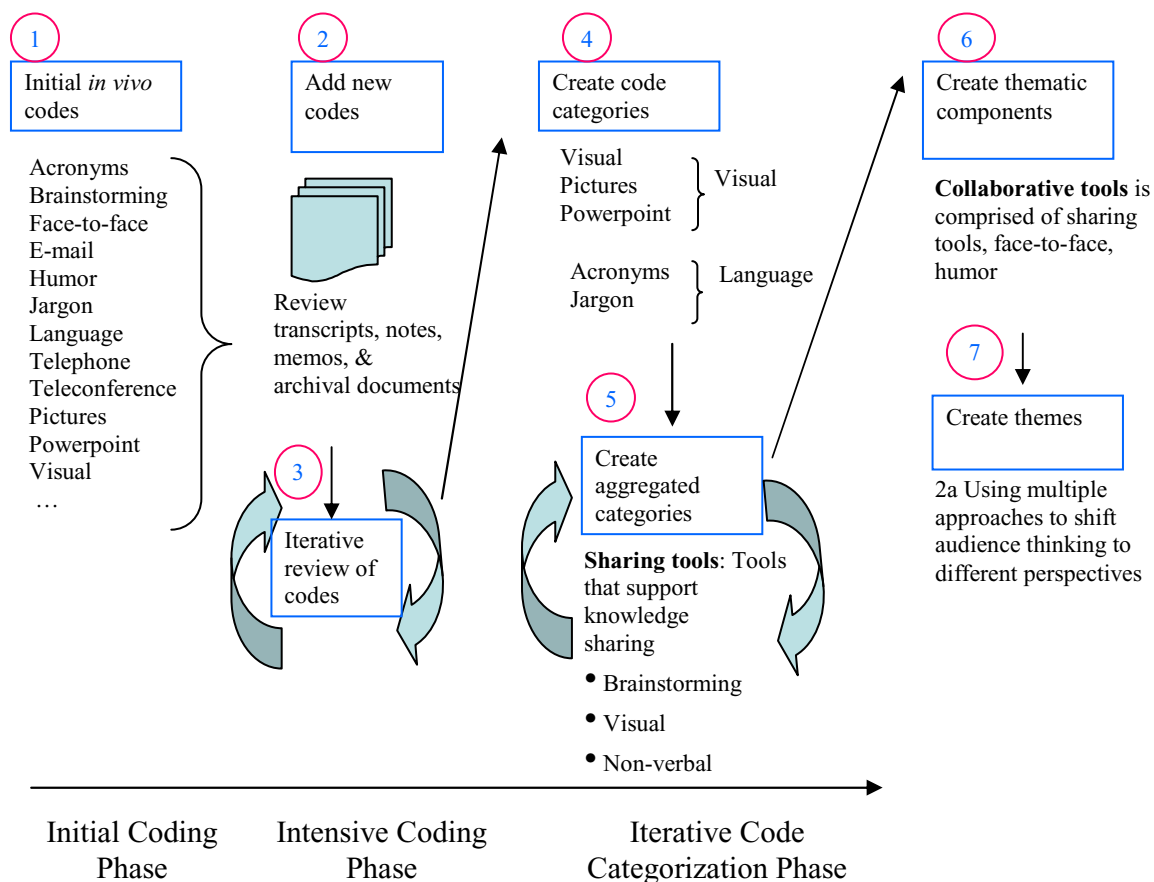 1
Initial in vivo
codes
Acronyms
Brainstorming
Face-to-face
E-mail
Humor
Jargon
Language
Telephone
Teleconference
Pictures
Powerpoint
Visual
…
2
Add new
codes
Review
transcripts, notes,
memos, &
archival documents
3
Iterative
review of
codes
4
Create code
categories
Visual
Pictures
Powerpoint
Visual
Acronyms
Jargon
Language
5
Create
aggregated
categories
Sharing tools: Tools
that support
knowledge
sharing
• Brainstorming
• Visual
• Non-verbal
6
Create thematic
components
Collaborative tools is
comprised of sharing
tools, face-to-face,
humor
7
Create themes
2a Using multiple
approaches to shift
audience thinking to
different perspectives
Initial Coding
Phase
Intensive Coding
Phase
Iterative Code
Categorization Phase